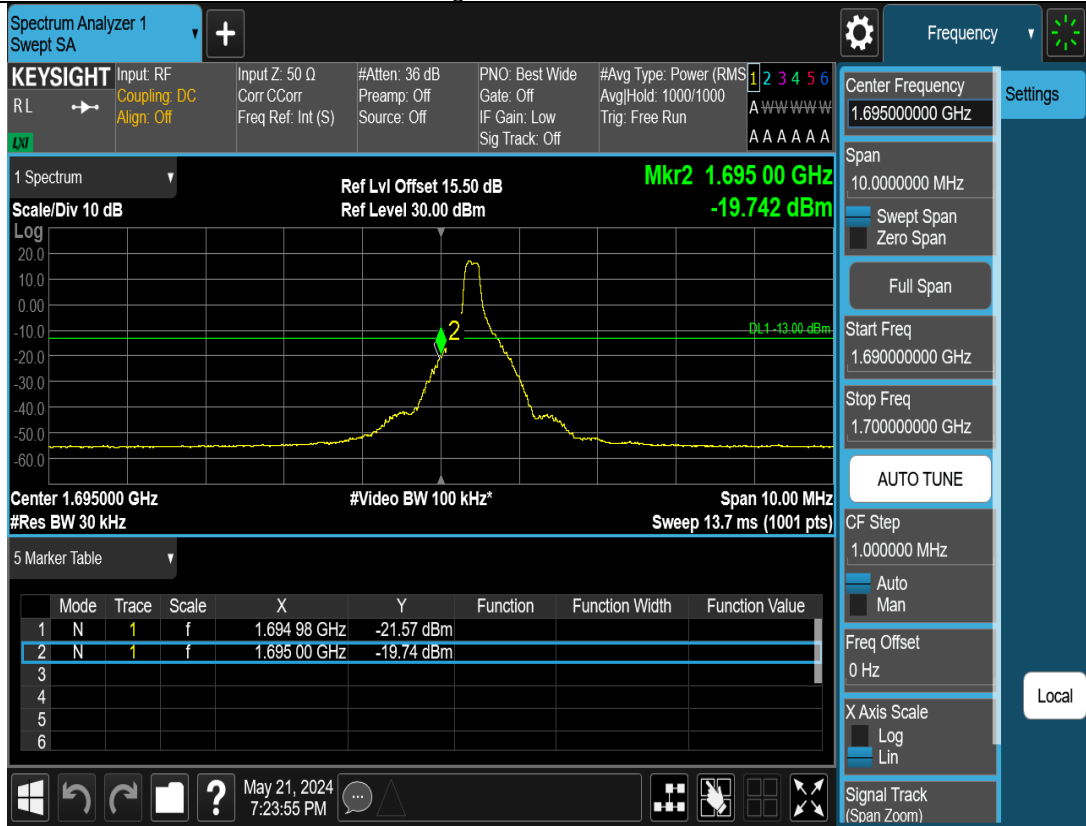 Spectrum Analyzer 1
Swept SA
+
Frequency
KEYSIGHT
R L
LXI
Input: RF
Coupling: DC
Align: Off
Input Z: 50 Ω
Corr CCorr
Freq Ref: Int (S)
#Atten: 36 dB
Preamp: Off
Source: Off
PNO: Best Wide
Gate: Off
IF Gain: Low
Sig Track: Off
#Avg Type: Power (RMS
Avg|Hold: 1000/1000
Trig: Free Run
1 2 3 4 5 6
A W W W W W
A A A A A A
1 Spectrum
Scale/Div 10 dB
Ref Lvl Offset 15.50 dB
Ref Level 30.00 dBm
Mkr2 1.695 00 GHz
-19.742 dBm
Log
20.0
10.0
0.00
-10.0
-20.0
-30.0
-40.0
-50.0
-60.0
2
DL1 -13.00 dBm
Center 1.695000 GHz
#Video BW 100 kHz*
Span 10.00 MHz
#Res BW 30 kHz
Sweep 13.7 ms (1001 pts)
5 Marker Table
Mode Trace Scale X Y Function Function Width Function Value
1 N 1 f 1.694 98 GHz -21.57 dBm
2 N 1 f 1.695 00 GHz -19.74 dBm
3
4
5
6
?
May 21, 2024
7:23:55 PM
Center Frequency
1.695000000 GHz
Span
10.0000000 MHz
Swept Span
Zero Span
Full Span
Start Freq
1.690000000 GHz
Stop Freq
1.700000000 GHz
AUTO TUNE
CF Step
1.000000 MHz
Auto
Man
Freq Offset
0 Hz
X Axis Scale
Log
Lin
Signal Track
(Span Zoom)
Settings
Local